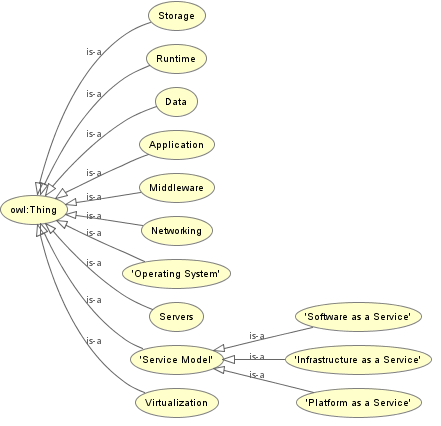 Storage
is-a
Runtime
is-a
Data
is-a
Application
is-a
Middleware
is-a
owl:Thing
Networking
is-a
'Operating System'
is-a
Servers
is-a
'Software as a Service'
is-a
'Service Model'
is-a
is-a
'Infrastructure as a Service'
is-a
Virtualization
is-a
'Platform as a Service'